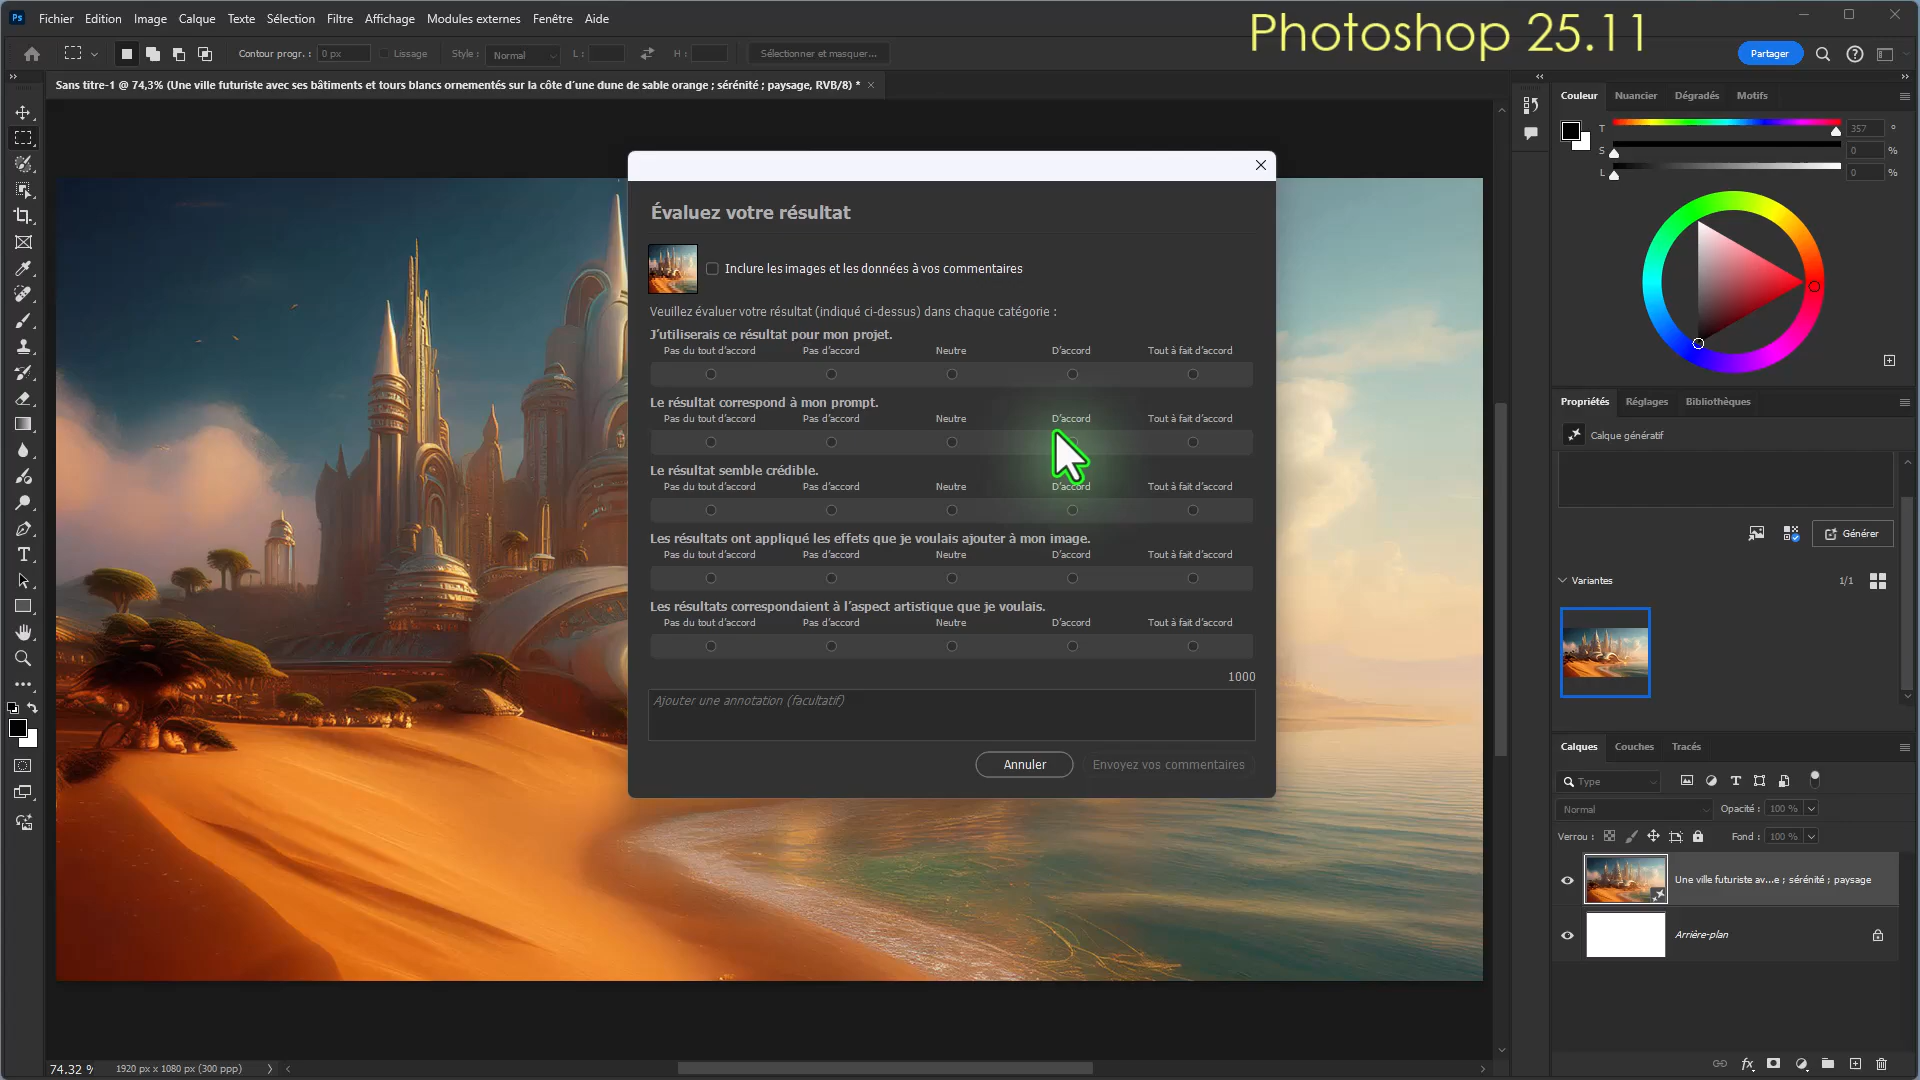 Photoshop 25.11
Ps Fichier Edition Image Calque Texte Sélection Filtre Affichage Modules externes Fenêtre Aide
Contour progr. : 0 px Lissage Style : Normal L : H : Sélectionner et masquer... Partager
Sans titre-1 @ 74,3% (Une ville futuriste avec ses bâtiments et tours blancs ornementés sur la côte d'une dune de sable orange ; sérénité ; paysage, RVB/8) *
Couleur Nuancier Dégradés Motifs
T 357 °
S 0 %
L 0 %
Évaluez votre résultat
Inclure les images et les données à vos commentaires
Veuillez évaluer votre résultat (indiqué ci-dessus) dans chaque catégorie :
J'utiliserais ce résultat pour mon projet.
Pas du tout d'accord Pas d'accord Neutre D'accord Tout à fait d'accord
Le résultat correspond à mon prompt.
Pas du tout d'accord Pas d'accord Neutre D'accord Tout à fait d'accord
Le résultat semble crédible.
Pas du tout d'accord Pas d'accord Neutre D'accord Tout à fait d'accord
Les résultats ont appliqué les effets que je voulais ajouter à mon image.
Pas du tout d'accord Pas d'accord Neutre D'accord Tout à fait d'accord
Les résultats correspondaient à l'aspect artistique que je voulais.
Pas du tout d'accord Pas d'accord Neutre D'accord Tout à fait d'accord
1000
Ajouter une annotation (facultatif)
Annuler Envoyez vos commentaires
Propriétés Réglages Bibliothèques
Calque génératif
Générer
Variantes 1/1
Calques Couches Tracés
Type
Normal Opacité : 100 %
Verrou : Fond : 100 %
Une ville futuriste av...e ; sérénité ; paysage
Arrière-plan
fx
74.32 % 1920 px x 1080 px (300 ppp)